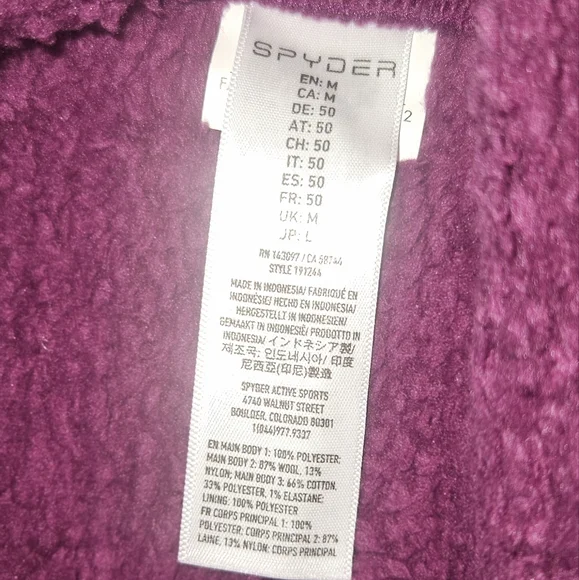 SPYDER
EN: M
CA: M
DE: 50
AT: 50
CH: 50
IT: 50
ES: 50
FR: 50
UK: M
JP: L
F
2
RN 143097 / CA 58744
STYLE 191244
MADE IN INDONESIA/ FABRIQUÉ EN
INDONÉSIE/ HECHO EN INDONESIA/
HERGESTELLT IN INDONESIEN/
GEMAAKT IN INDONESIË/ PRODOTTO IN
INDONESIA/ インドネシア製/
제조국: 인도네시아/ 印度
尼西亞(印尼)製造
SPYDER ACTIVE SPORTS
4740 WALNUT STREET
BOULDER, COLORADO 80301
1(844)977.9337
EN MAIN BODY 1: 100% POLYESTER;
MAIN BODY 2: 87% WOOL, 13%
NYLON; MAIN BODY 3: 66% COTTON,
33% POLYESTER, 1% ELASTANE;
LINING: 100% POLYESTER
FR CORPS PRINCIPAL 1: 100%
POLYESTER; CORPS PRINCIPAL 2: 87%
LAINE, 13% NYLON; CORPS PRINCIPAL